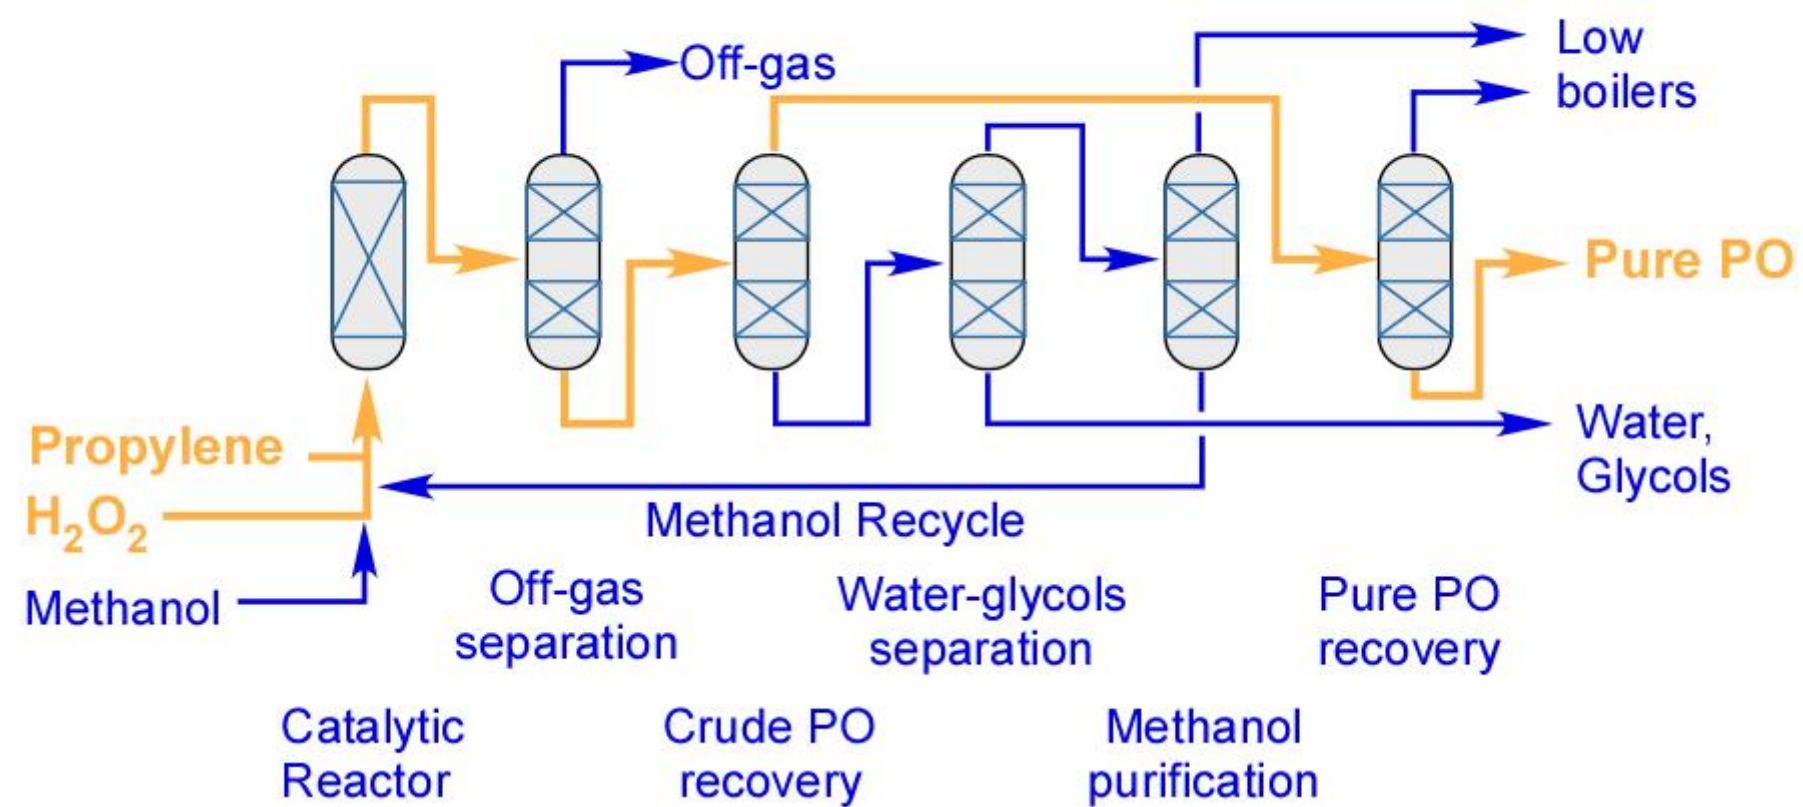 Off-gas
Low
boilers
Pure PO
Propylene
H₂O₂
Methanol
Water,
Glycols
Methanol Recycle
Off-gas
separation
Water-glycols
separation
Pure PO
recovery
Catalytic
Reactor
Crude PO
recovery
Methanol
purification